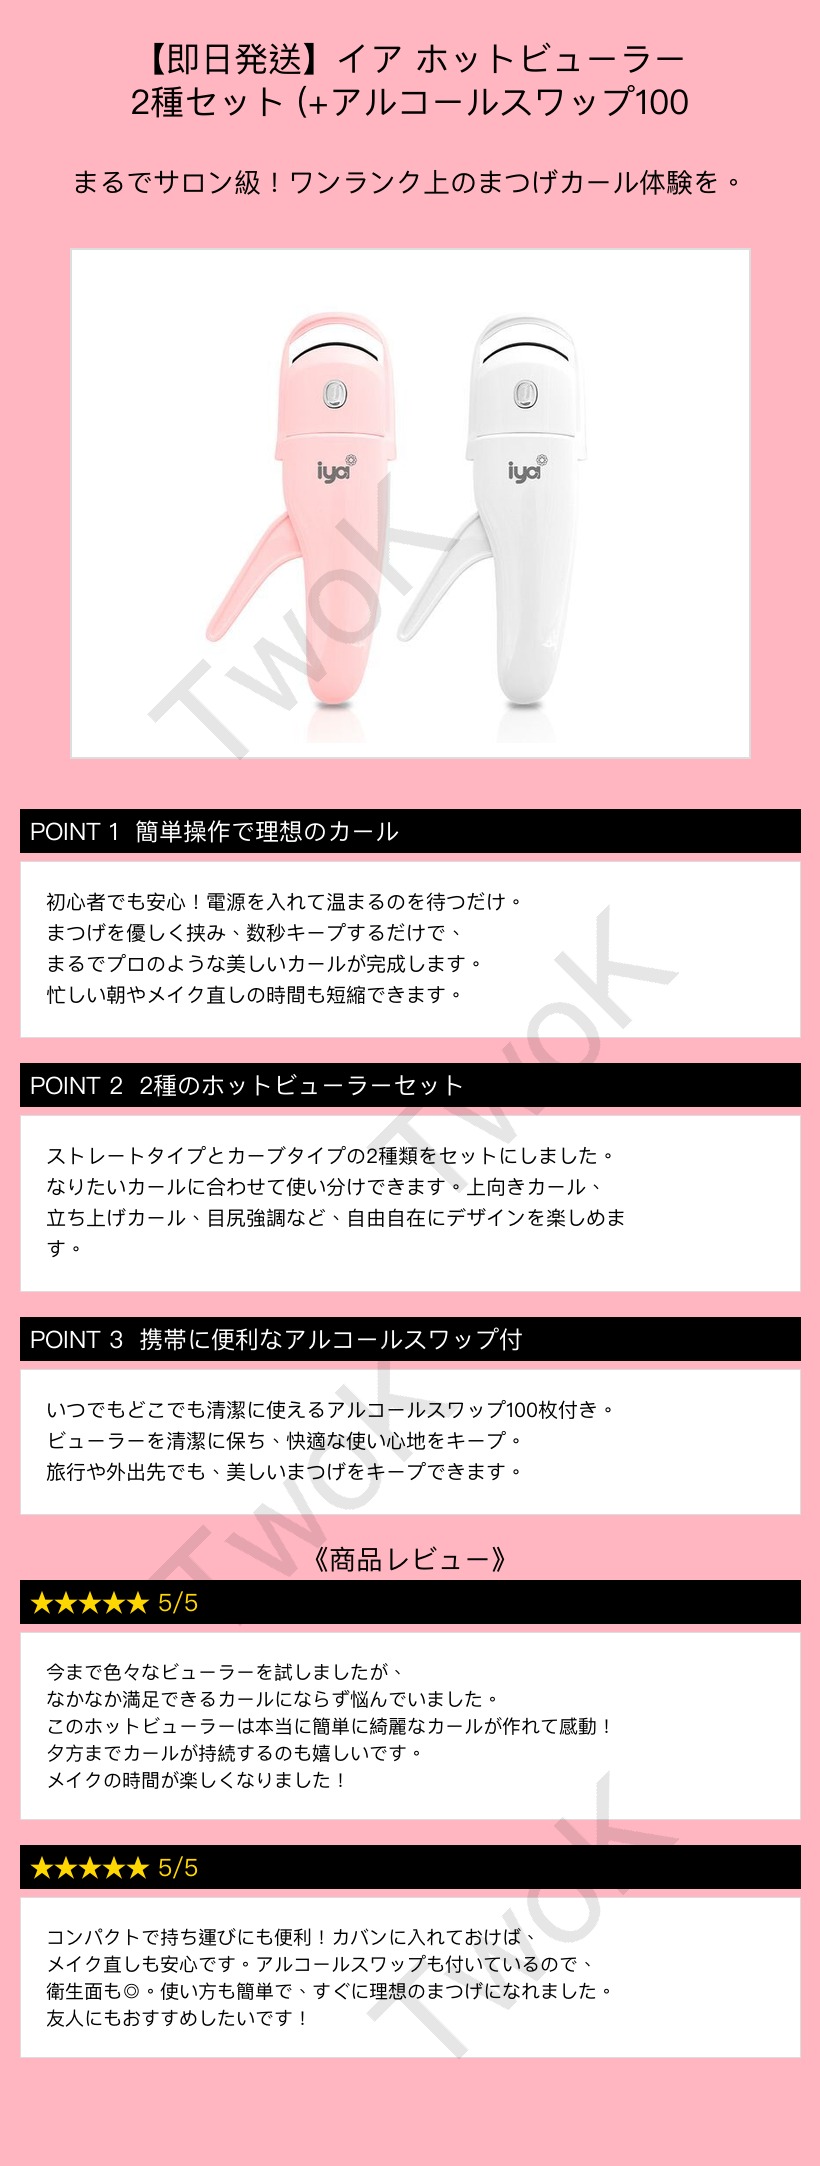 【即日発送】イア ホットビューラー
2種セット (+アルコールスワップ100
まるでサロン級！ワンランク上のまつげカール体験を。
iya
iya
TwoK
POINT 1 簡単操作で理想のカール
初心者でも安心！電源を入れて温まるのを待つだけ。
まつげを優しく挟み、数秒キープするだけで、
まるでプロのような美しいカールが完成します。
忙しい朝やメイク直しの時間も短縮できます。
TwoK
POINT 2 2種のホットビューラーセット
ストレートタイプとカーブタイプの2種類をセットにしました。
なりたいカールに合わせて使い分けできます。上向きカール、
立ち上げカール、目尻強調など、自由自在にデザインを楽しめま
す。
POINT 3 携帯に便利なアルコールスワップ付
いつでもどこでも清潔に使えるアルコールスワップ100枚付き。
ビューラーを清潔に保ち、快適な使い心地をキープ。
旅行や外出先でも、美しいまつげをキープできます。
TwoK
《商品レビュー》
★★★★★ 5/5
今まで色々なビューラーを試しましたが、
なかなか満足できるカールにならず悩んでいました。
このホットビューラーは本当に簡単に綺麗なカールが作れて感動！
夕方までカールが持続するのも嬉しいです。
メイクの時間が楽しくなりました！
★★★★★ 5/5
コンパクトで持ち運びにも便利！カバンに入れておけば、
メイク直しも安心です。アルコールスワップも付いているので、
衛生面も◎。使い方も簡単で、すぐに理想のまつげになれました。
友人にもおすすめしたいです！
TwoK